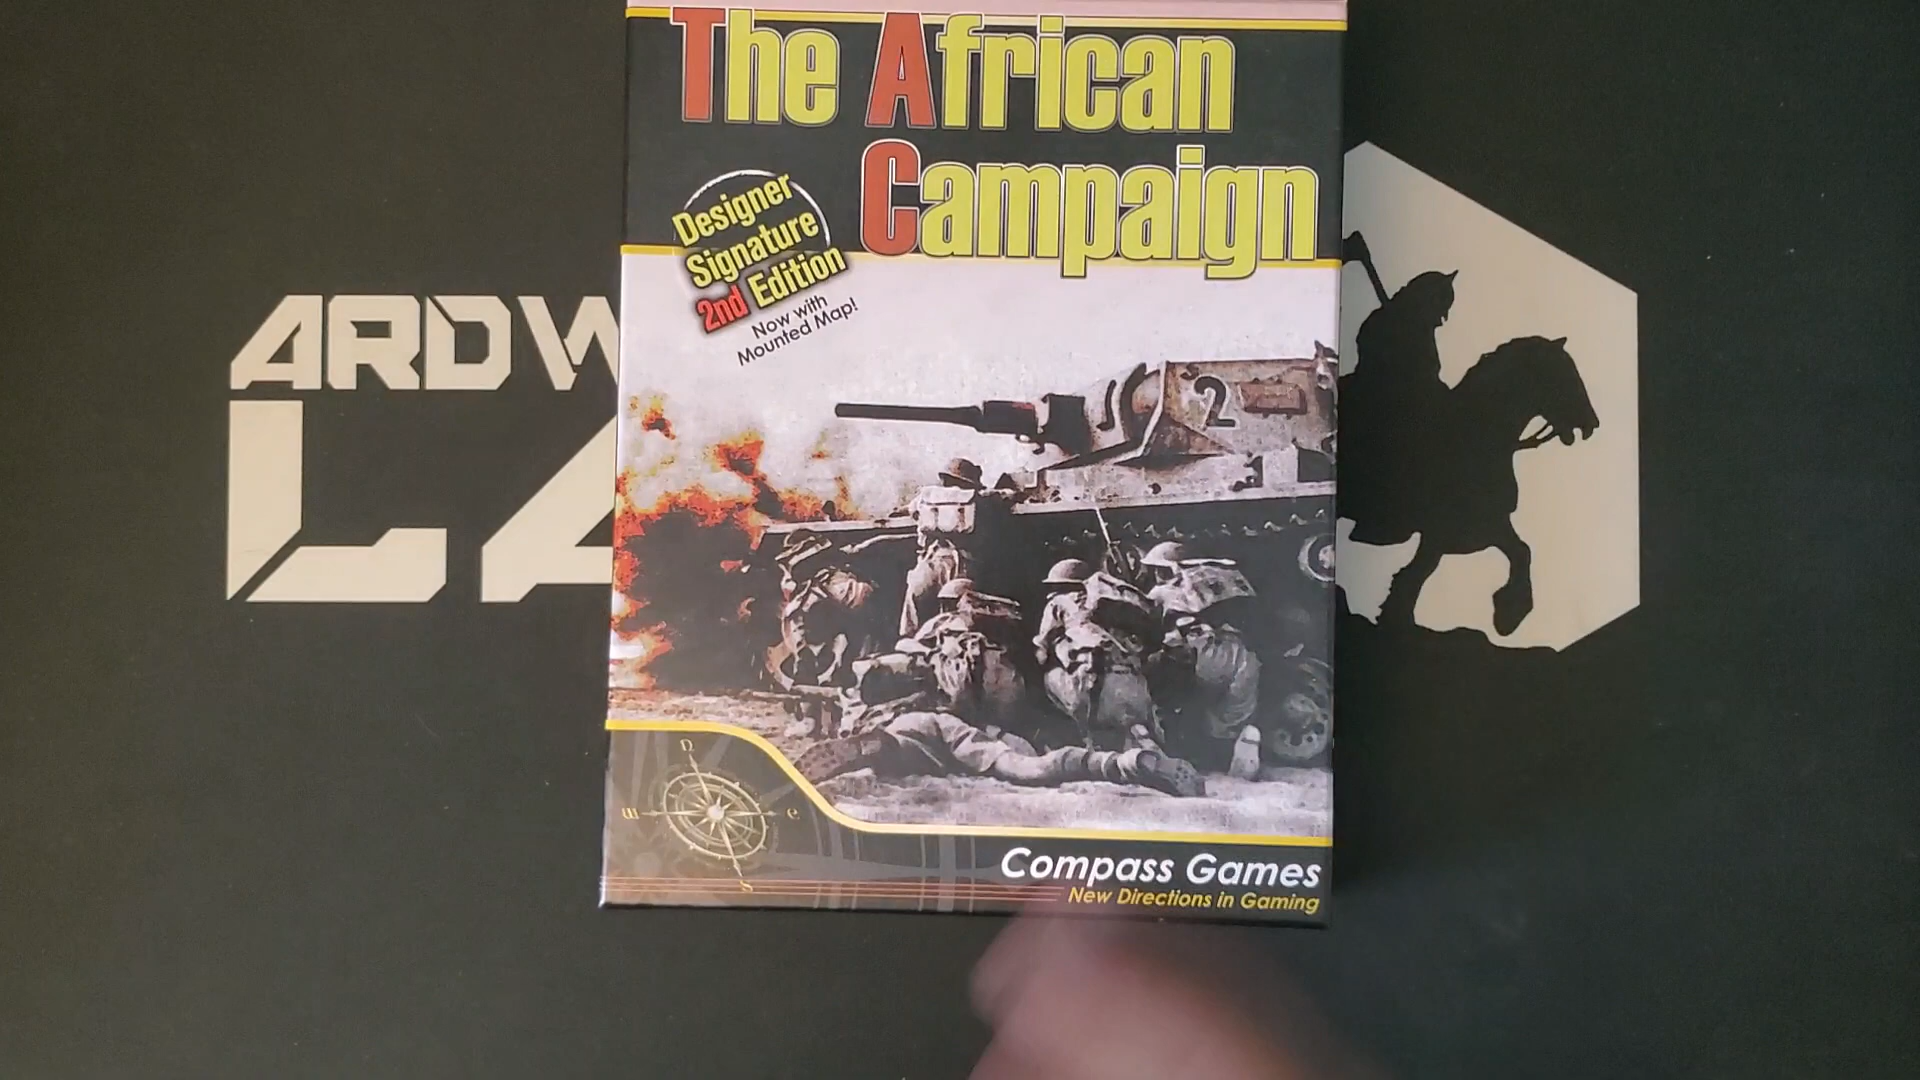 The African
Campaign
Designer
Signature
2nd Edition
Now with
Mounted Map!
ARDW
LA
2
n
w
e
s
Compass Games
New Directions in Gaming